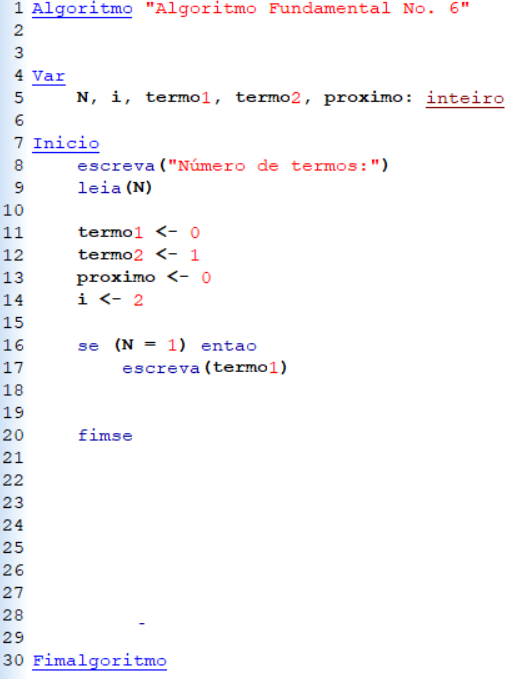 1 Algoritmo "Algoritmo Fundamental No. 6"
2
3
4 Var
5 N, i, termo1, termo2, proximo: inteiro
6
7 Inicio
8 escreva("Número de termos:")
9 leia(N)
10
11 termo1 <- 0
12 termo2 <- 1
13 proximo <- 0
14 i <- 2
15
16 se (N = 1) entao
17 escreva(termo1)
18
19
20 fimse
21
22
23
24
25
26
27
28 -
29
30 Fimalgoritmo